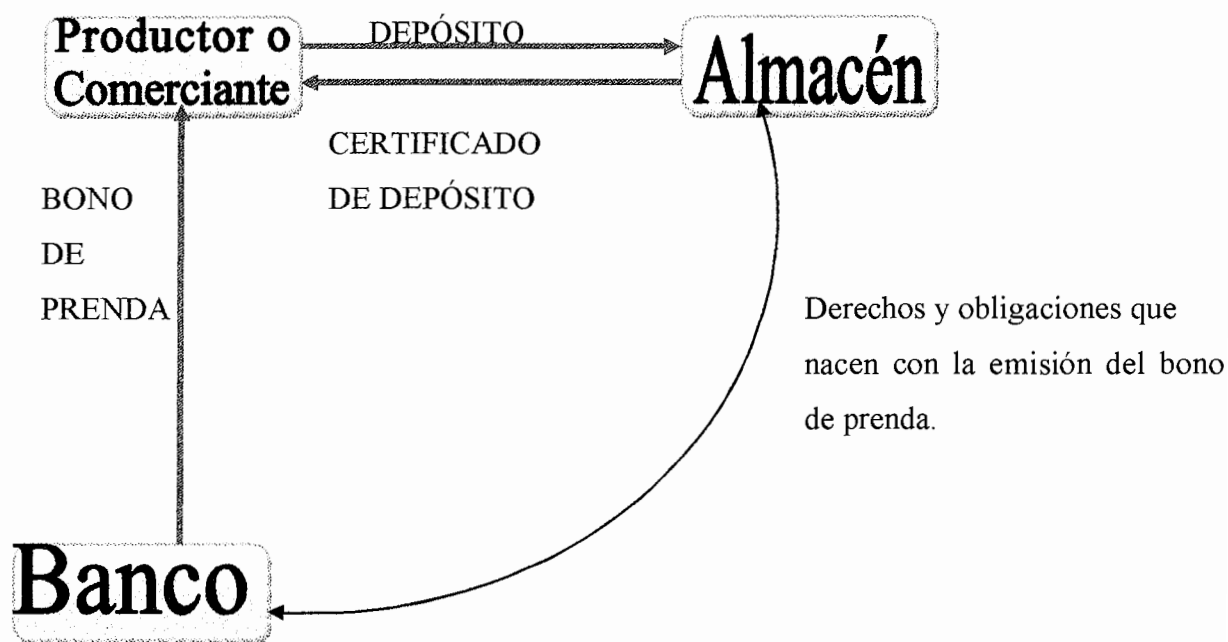 Productor o
Comerciante
DEPÓSITO
Almacén
CERTIFICADO
DE DEPÓSITO
BONO
DE
PRENDA
Derechos y obligaciones que
nacen con la emisión del bono
de prenda.
Banco